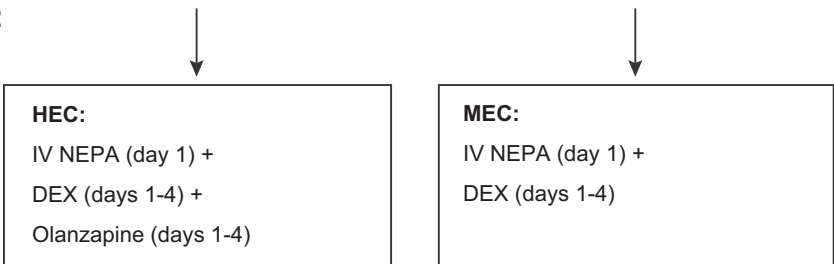 HEC:
IV NEPA (day 1) +
DEX (days 1-4) +
Olanzapine (days 1-4)
MEC:
IV NEPA (day 1) +
DEX (days 1-4)